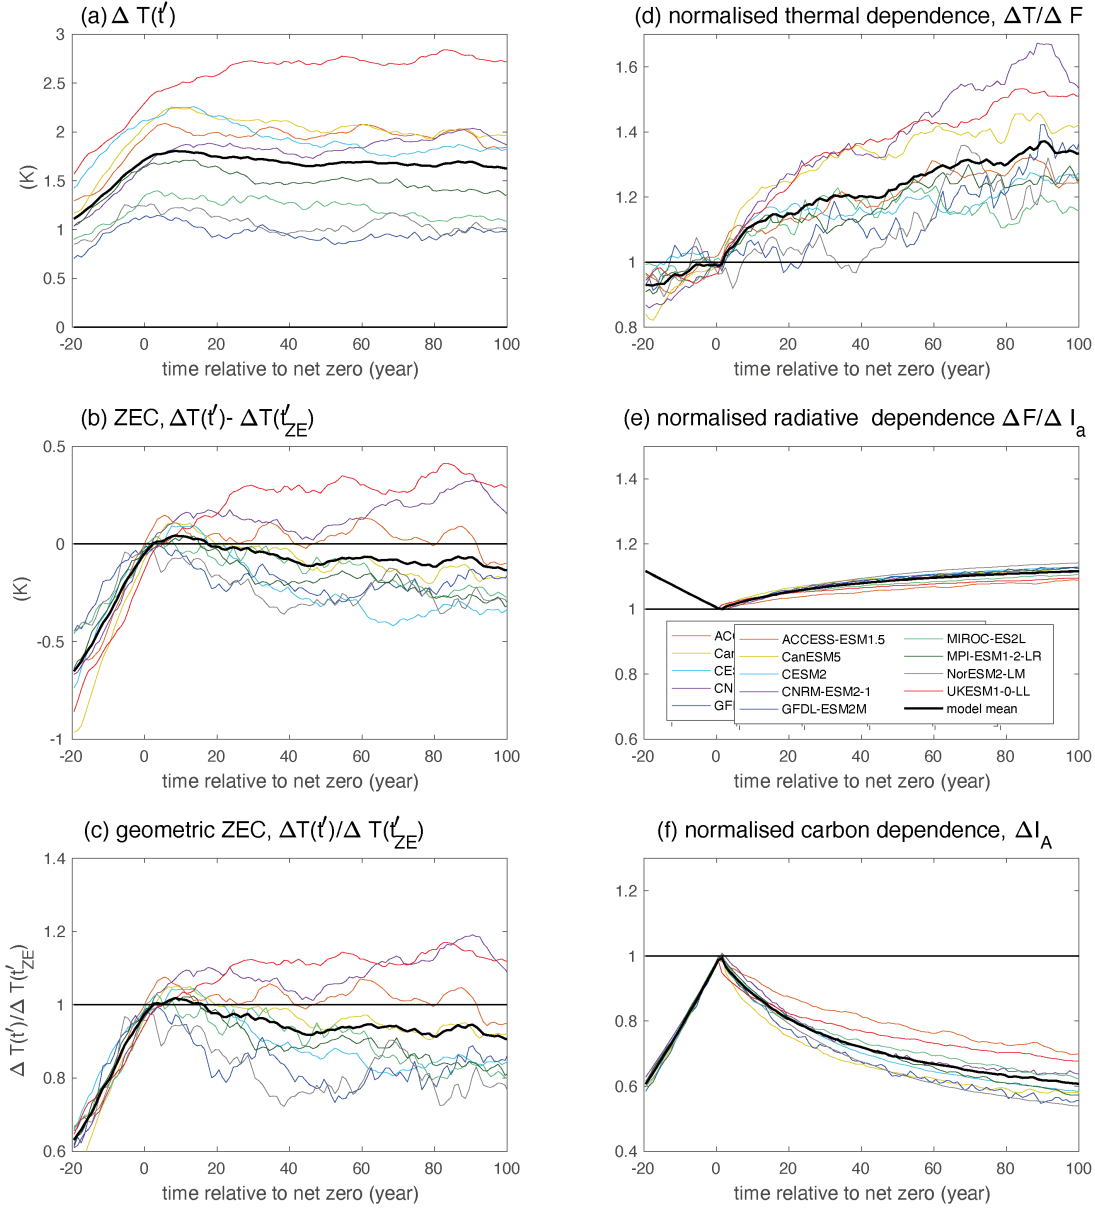 (a) Δ T(t′)
3
2.5
2
1.5
1
0.5
0
(K)
-20 0 20 40 60 80 100
time relative to net zero (year)
(b) ZEC, ΔT(t′)- ΔT(t′ZE)
0.5
0
-0.5
-1
(K)
-20 0 20 40 60 80 100
time relative to net zero (year)
(c) geometric ZEC, ΔT(t′)/Δ T(t′ZE)
1.4
1.2
1
0.8
0.6
Δ T(t′)/Δ T(t′ZE)
-20 0 20 40 60 80 100
time relative to net zero (year)
(d) normalised thermal dependence, ΔT/Δ F
1.6
1.4
1.2
1
0.8
-20 0 20 40 60 80 100
time relative to net zero (year)
(e) normalised radiative dependence ΔF/Δ Ia
1.4
1.2
1
0.8
0.6
ACC
Can
CES
CN
GF
ACCESS-ESM1.5
CanESM5
CESM2
CNRM-ESM2-1
GFDL-ESM2M
MIROC-ES2L
MPI-ESM1-2-LR
NorESM2-LM
UKESM1-0-LL
model mean
-20 0 20 40 60 80 100
time relative to net zero (year)
(f) normalised carbon dependence, ΔIA
1.2
1
0.8
0.6
0.4
-20 0 20 40 60 80 100
time relative to net zero (year)